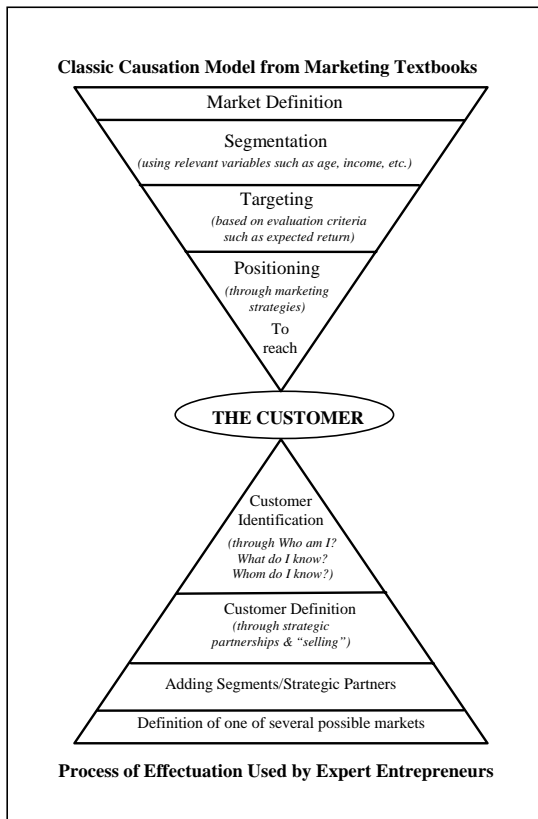 Classic Causation Model from Marketing Textbooks
Market Definition
Segmentation
(using relevant variables such as age, income, etc.)
Targeting
(based on evaluation criteria
such as expected return)
Positioning
(through marketing
strategies)
To
reach
THE CUSTOMER
Customer
Identification
(through Who am I?
What do I know?
Whom do I know?)
Customer Definition
(through strategic
partnerships & “selling”)
Adding Segments/Strategic Partners
Definition of one of several possible markets
Process of Effectuation Used by Expert Entrepreneurs